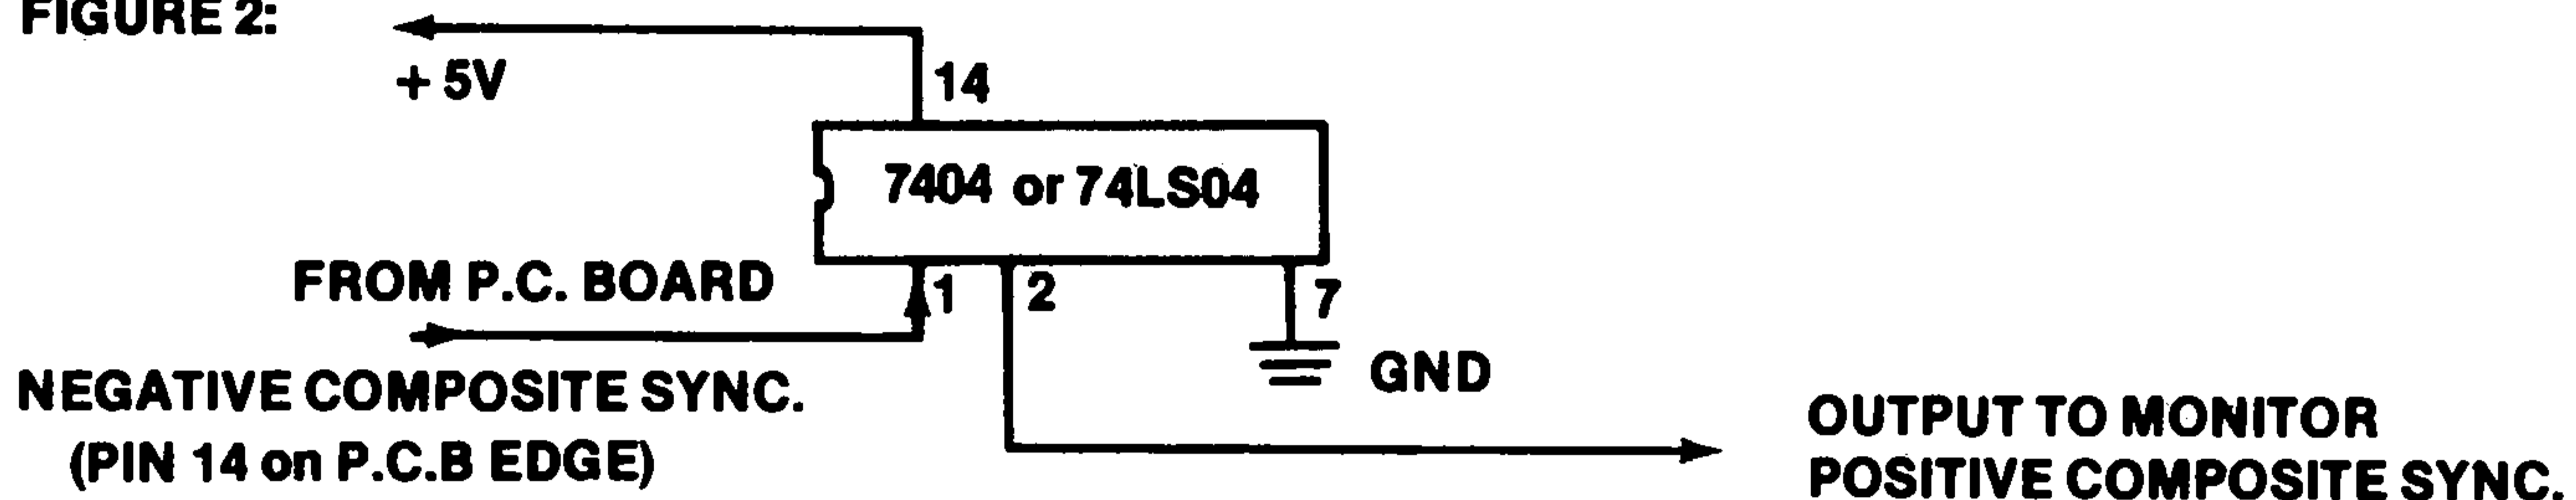 FIGURE 2:
+ 5V
14
7404 or 74LS04
FROM P.C. BOARD
1
2
7
NEGATIVE COMPOSITE SYNC.
(PIN 14 on P.C.B EDGE)
GND
OUTPUT TO MONITOR
POSITIVE COMPOSITE SYNC.